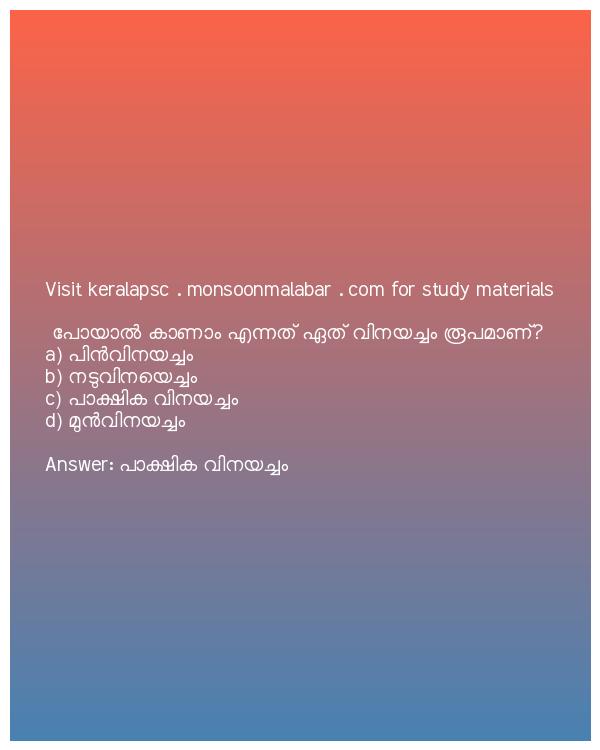 Visit keralapsc . monsoonmalabar . com for study materials
പോയാൽ കാണാം എന്നത് ഏത് വിനയച്ചം രൂപമാണ്?
a) പിൻവിനയച്ചം
b) നടുവിനയെച്ചം
c) പാക്ഷിക വിനയച്ചം
d) മുൻവിനയച്ചം
Answer: പാക്ഷിക വിനയച്ചം